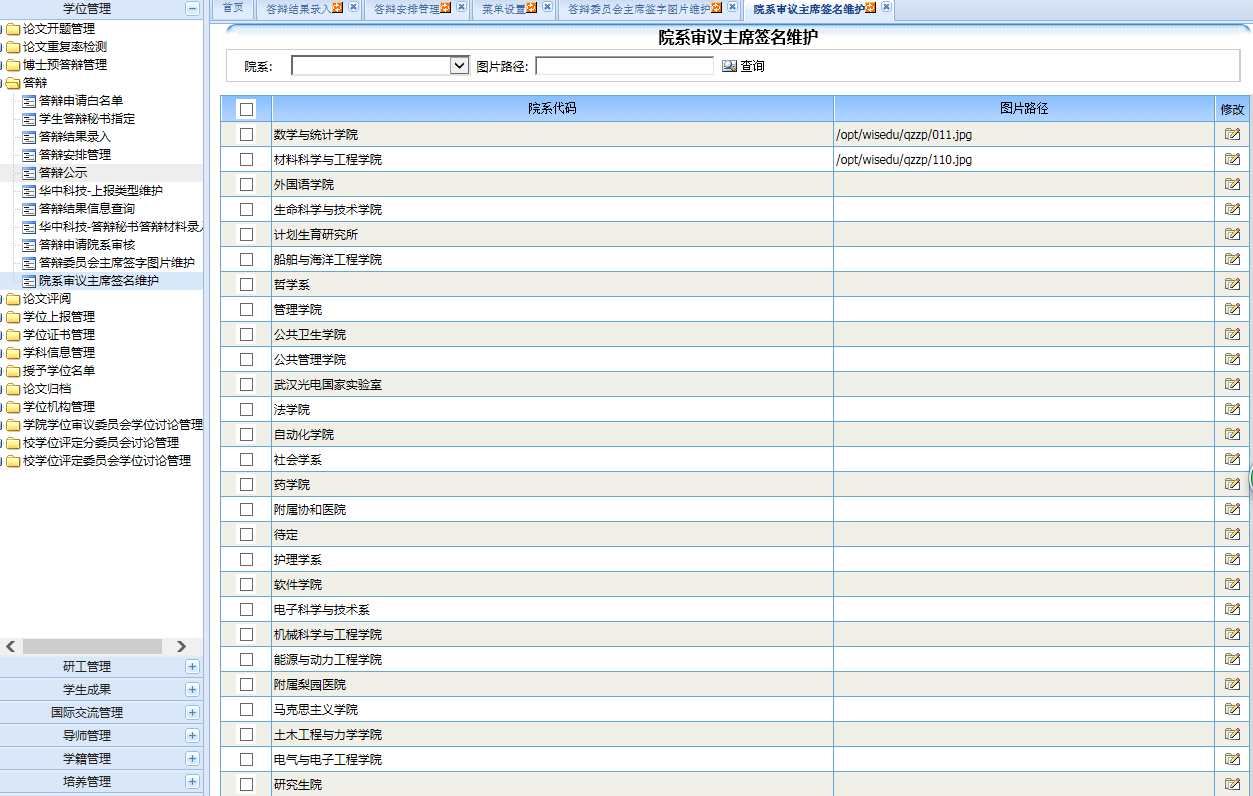 学位管理
论文开题管理
论文重复率检测
博士预答辩管理
答辩
答辩申请白名单
学生答辩秘书指定
答辩结果录入
答辩安排管理
答辩公示
华中科技-上报类型维护
答辩结果信息查询
华中科技-答辩秘书答辩材料录入
答辩申请院系审核
答辩委员会主席签字图片维护
院系审议主席签名维护
论文评阅
学位上报管理
学位证书管理
学科信息管理
授予学位名单
论文归档
学位机构管理
学院学位审议委员会学位讨论管理
校学位评定分委员会讨论管理
校学位评定委员会学位讨论管理
研工管理
学生成果
国际交流管理
导师管理
学籍管理
培养管理
首页 答辩结果录入 答辩安排管理 菜单设置 答辩委员会主席签字图片维护 院系审议主席签名维护
院系审议主席签名维护
院系: 图片路径: 查询
院系代码 图片路径 修改
数学与统计学院 /opt/wisedu/qzzp/011.jpg
材料科学与工程学院 /opt/wisedu/qzzp/110.jpg
外国语学院
生命科学与技术学院
计划生育研究所
船舶与海洋工程学院
哲学系
管理学院
公共卫生学院
公共管理学院
武汉光电国家实验室
法学院
自动化学院
社会学系
药学院
附属协和医院
待定
护理学系
软件学院
电子科学与技术系
机械科学与工程学院
能源与动力工程学院
附属梨园医院
马克思主义学院
土木工程与力学学院
电气与电子工程学院
研究生院